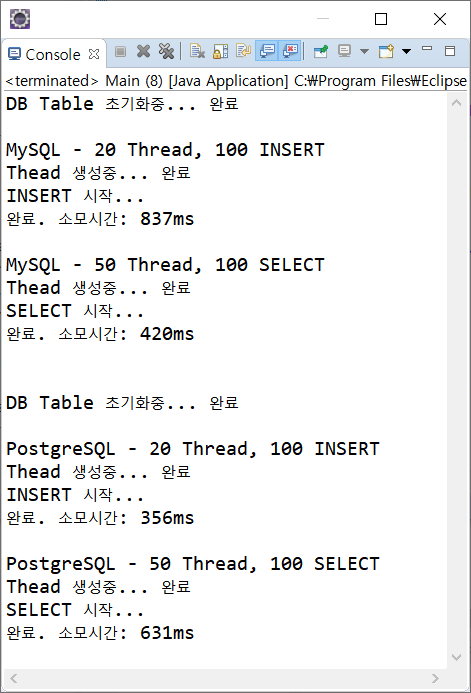 Console
<terminated> Main (8) [Java Application] C:₩Program Files₩Eclipse
DB Table 초기화중... 완료
MySQL - 20 Thread, 100 INSERT
Thead 생성중... 완료
INSERT 시작...
완료. 소모시간: 837ms
MySQL - 50 Thread, 100 SELECT
Thead 생성중... 완료
SELECT 시작...
완료. 소모시간: 420ms
DB Table 초기화중... 완료
PostgreSQL - 20 Thread, 100 INSERT
Thead 생성중... 완료
INSERT 시작...
완료. 소모시간: 356ms
PostgreSQL - 50 Thread, 100 SELECT
Thead 생성중... 완료
SELECT 시작...
완료. 소모시간: 631ms